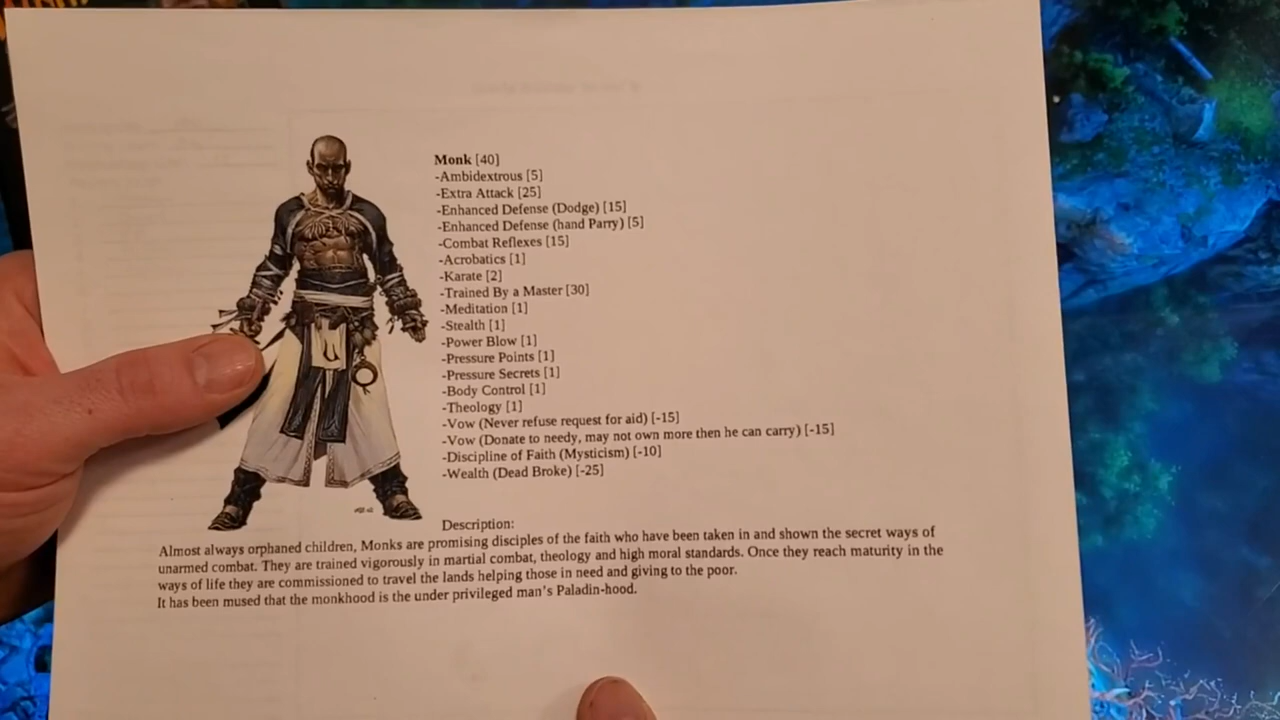 Monk [40]
-Ambidextrous [5]
-Extra Attack [25]
-Enhanced Defense (Dodge) [15]
-Enhanced Defense (hand Parry) [5]
-Combat Reflexes [15]
-Acrobatics [1]
-Karate [2]
-Trained By a Master [30]
-Meditation [1]
-Stealth [1]
-Power Blow [1]
-Pressure Points [1]
-Pressure Secrets [1]
-Body Control [1]
-Theology [1]
-Vow (Never refuse request for aid) [-15]
-Vow (Donate to needy, may not own more then he can carry) [-15]
-Discipline of Faith (Mysticism) [-10]
-Wealth (Dead Broke) [-25]
Description:
Almost always orphaned children, Monks are promising disciples of the faith who have been taken in and shown the secret ways of
unarmed combat. They are trained vigorously in martial combat, theology and high moral standards. Once they reach maturity in the
ways of life they are commissioned to travel the lands helping those in need and giving to the poor.
It has been mused that the monkhood is the under privileged man's Paladin-hood.